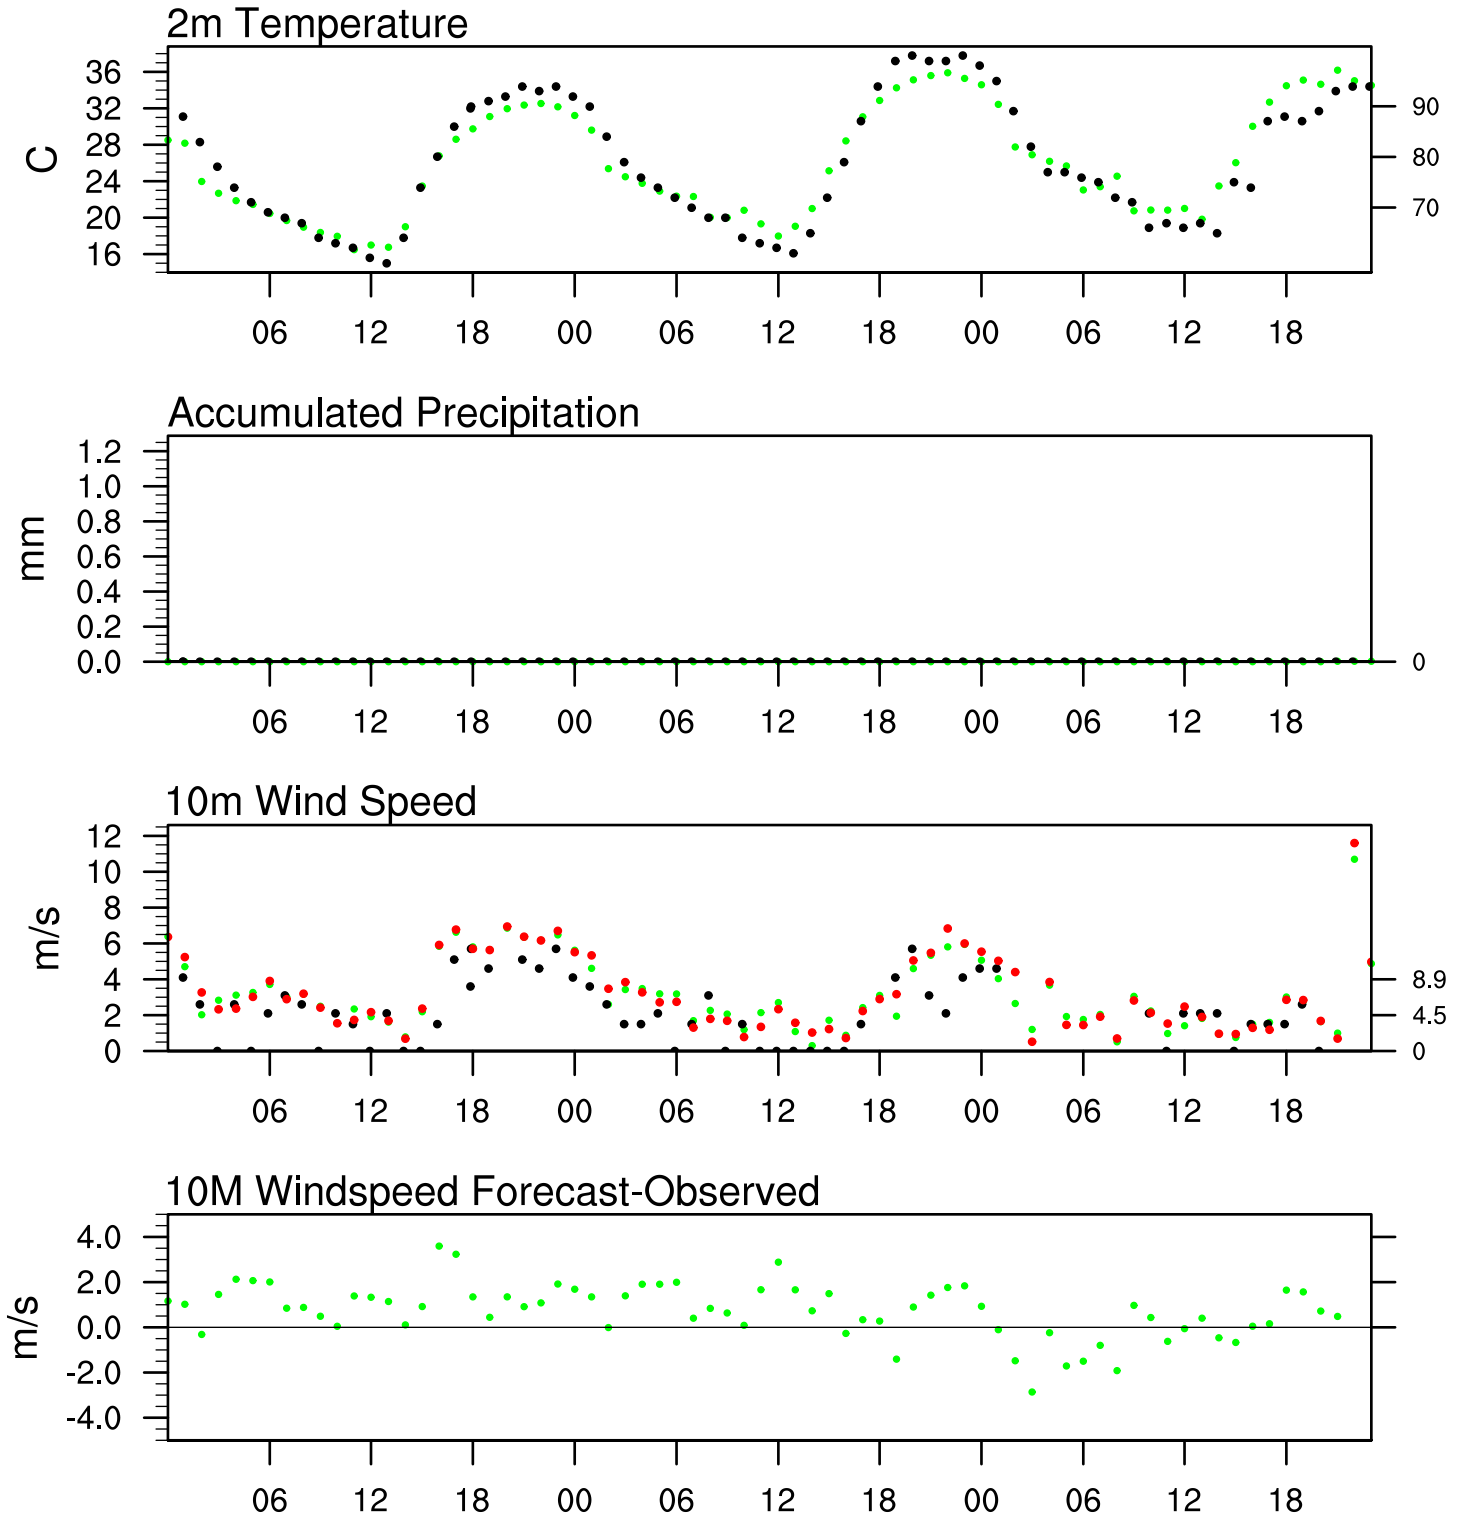 2m Temperature
36
32
28
24
20
16
C
90
80
70
06 12 18 00 06 12 18 00 06 12 18
Accumulated Precipitation
1.2
1.0
0.8
0.6
0.4
0.2
0.0
mm
0
06 12 18 00 06 12 18 00 06 12 18
10m Wind Speed
12
10
8
6
4
2
0
m/s
8.9
4.5
0
06 12 18 00 06 12 18 00 06 12 18
10M Windspeed Forecast-Observed
4.0
2.0
0.0
-2.0
-4.0
m/s
06 12 18 00 06 12 18 00 06 12 18